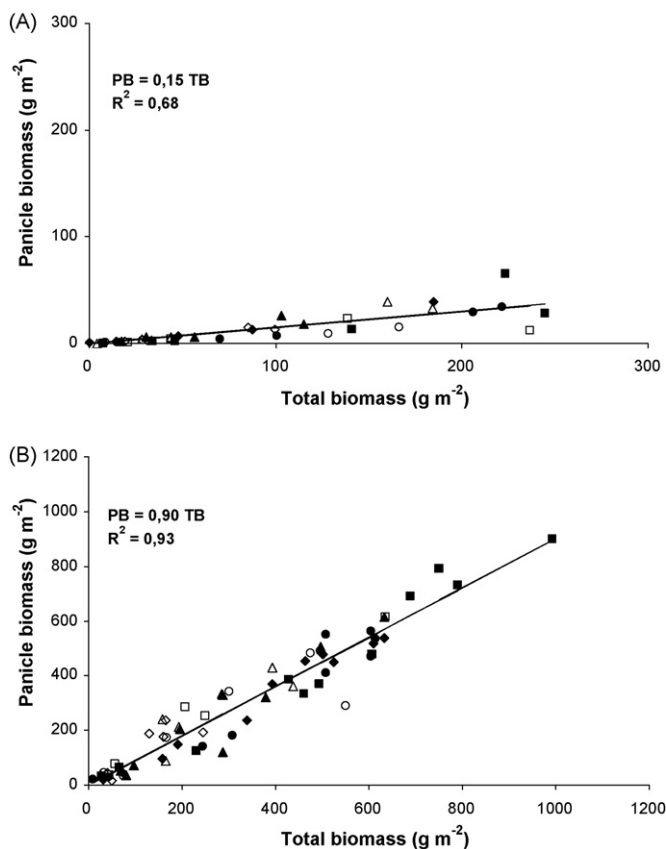 (A)
300
PB = 0,15 TB
R² = 0,68
200
100
0
0 100 200 300
Panicle biomass (g m⁻²)
Total biomass (g m⁻²)
(B)
1200
PB = 0,90 TB
1000
R² = 0,93
800
600
400
200
0
0 200 400 600 800 1000 1200
Panicle biomass (g m⁻²)
Total biomass (g m⁻²)